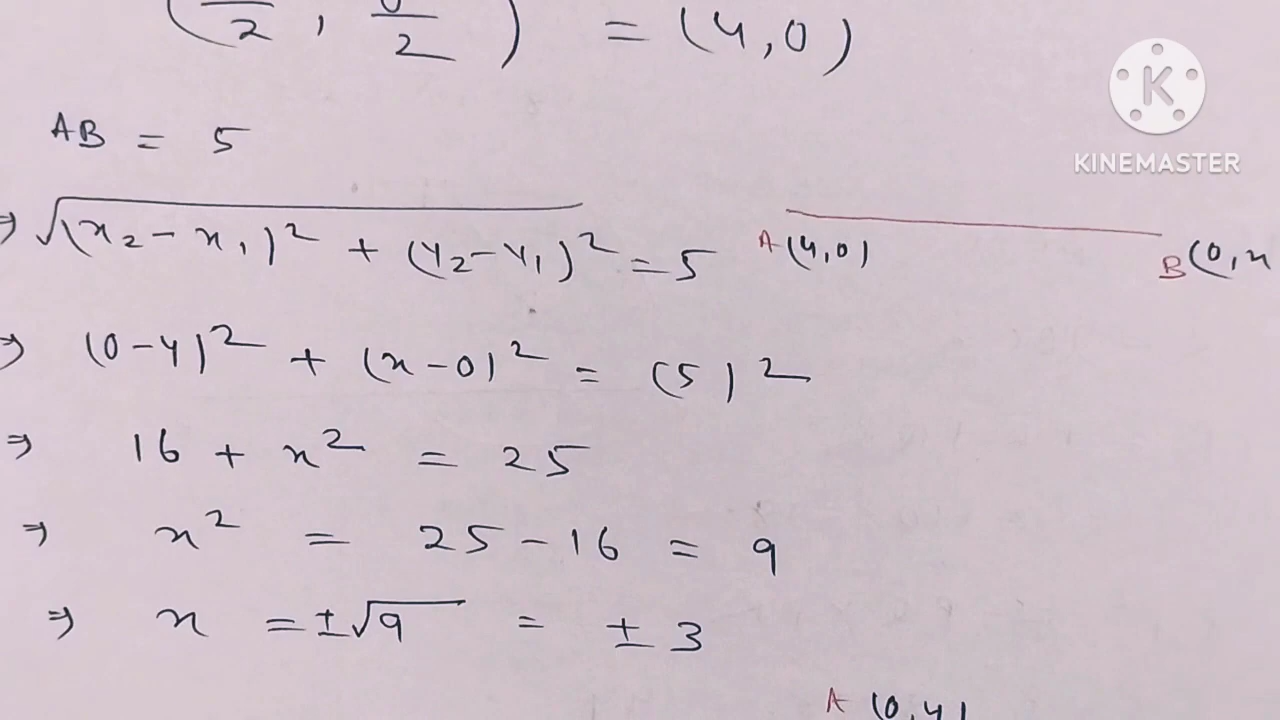 ( /2 , 0/2 ) = (4,0)
K
KINEMASTER
AB = 5
⇒ √(x₂ - x₁)² + (y₂ - y₁)² = 5
A (4,0)
B (0, x
⇒ (0 - 4)² + (x - 0)² = (5)²
⇒ 16 + x² = 25
⇒ x² = 25 - 16 = 9
⇒ x = ±√9 = ± 3
A (0,4)